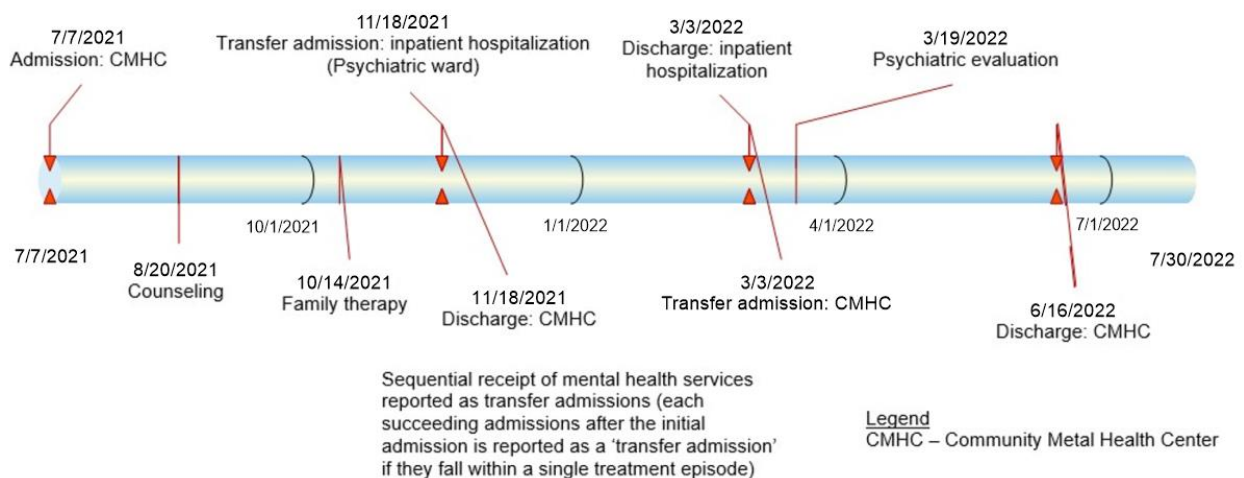 7/7/2021
Admission: CMHC
11/18/2021
Transfer admission: inpatient hospitalization
(Psychiatric ward)
3/3/2022
Discharge: inpatient
hospitalization
3/19/2022
Psychiatric evaluation
10/1/2021
1/1/2022
4/1/2022
7/1/2022
7/7/2021
7/30/2022
8/20/2021
Counseling
10/14/2021
Family therapy
11/18/2021
Discharge: CMHC
3/3/2022
Transfer admission: CMHC
6/16/2022
Discharge: CMHC
Sequential receipt of mental health services
reported as transfer admissions (each
succeeding admissions after the initial
admission is reported as a ‘transfer admission’
if they fall within a single treatment episode)
Legend
CMHC – Community Metal Health Center